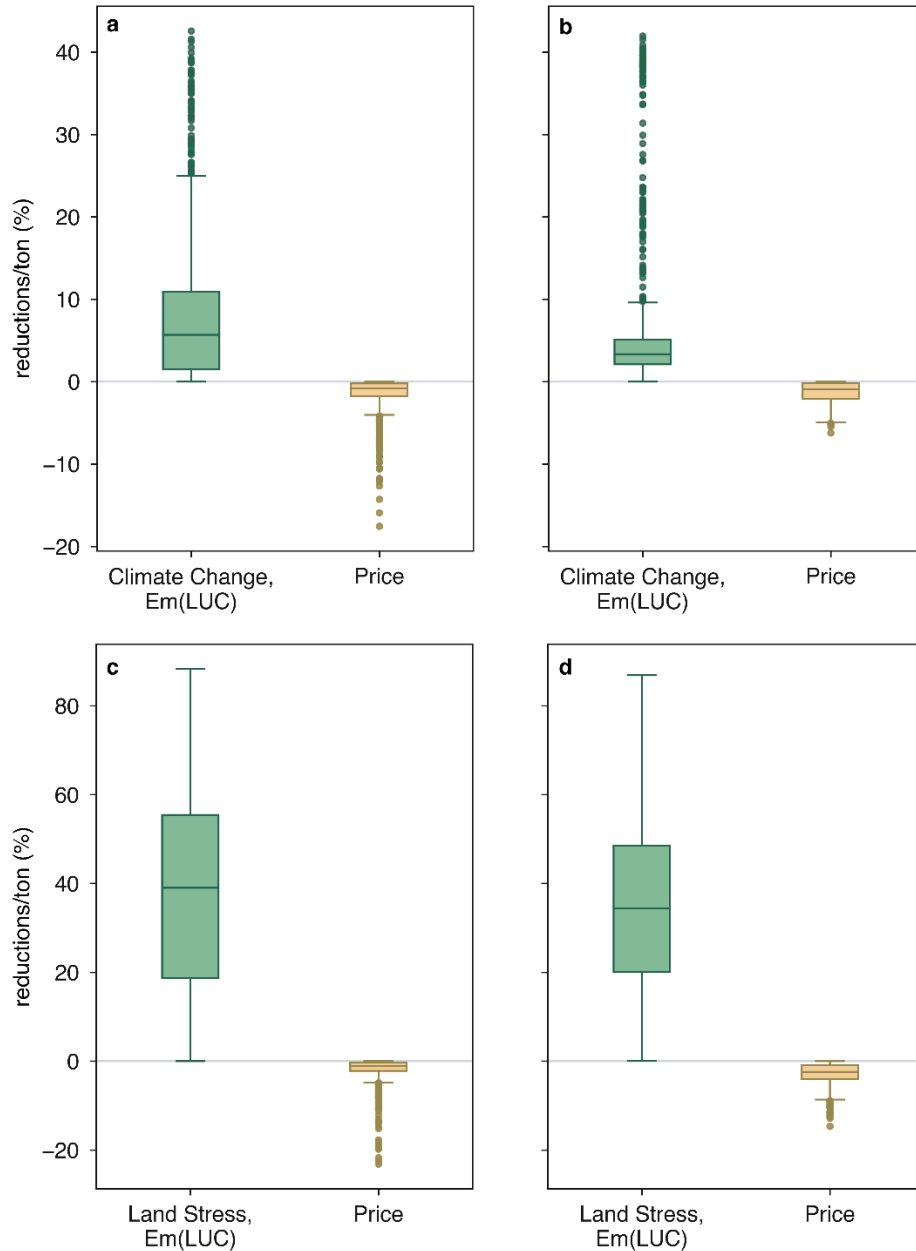 a
b
reductions/ton (%)
40
30
20
10
0
−10
−20
Climate Change,
Em(LUC)
Price
Climate Change,
Em(LUC)
Price
c
d
reductions/ton (%)
80
60
40
20
0
−20
Land Stress,
Em(LUC)
Price
Land Stress,
Em(LUC)
Price